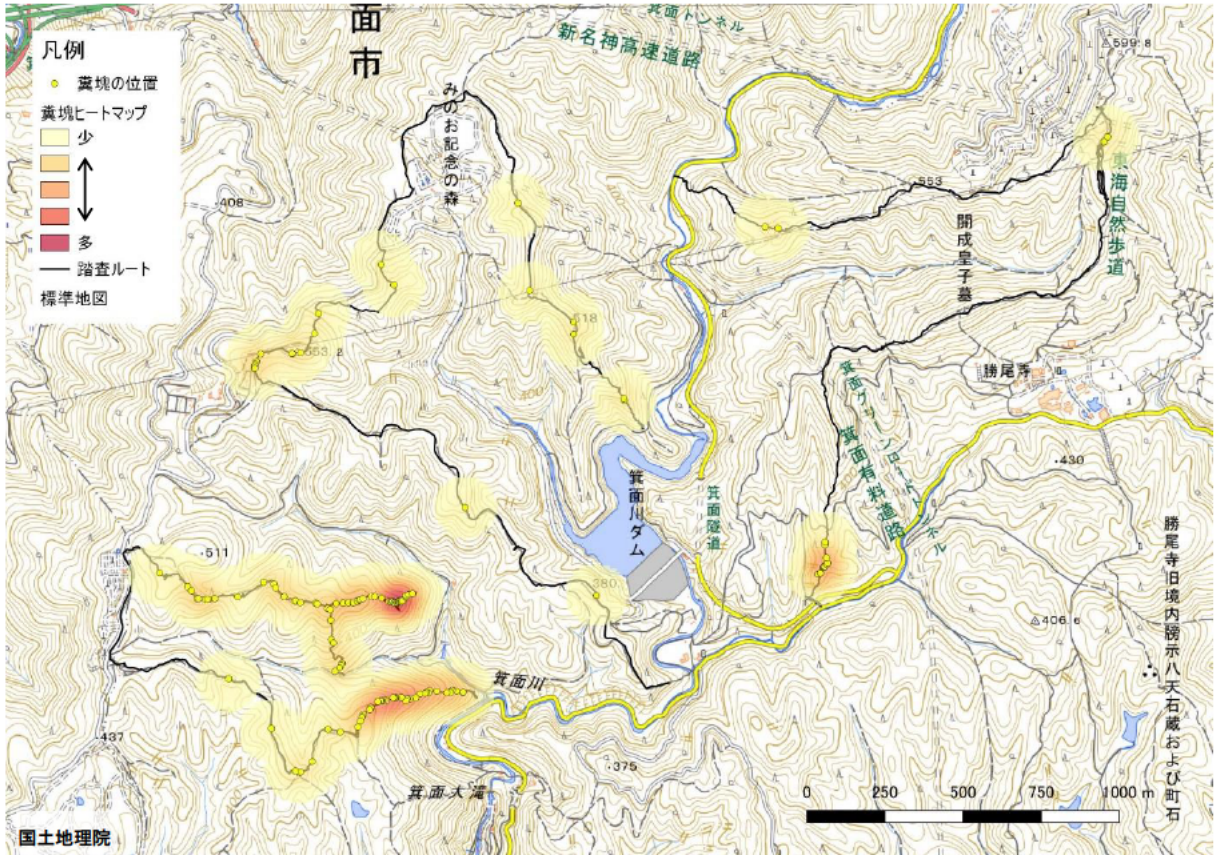 凡例
糞塊の位置
糞塊ヒートマップ
少
多
踏査ルート
標準地図
面市
箕面トンネル
新名神高速道路
599.8
みのお記念の森
408
553
東海自然歩道
開成皇子墓
518
553.2
400
勝尾寺
箕面グリーンロードトンネル
箕面有料道路
430
箕面川ダム
箕面隧道
511
380
406.6
勝尾寺旧境内牓示八天石蔵および町石
箕面川
437
375
箕面大滝
0 250 500 750 1000 m
国土地理院